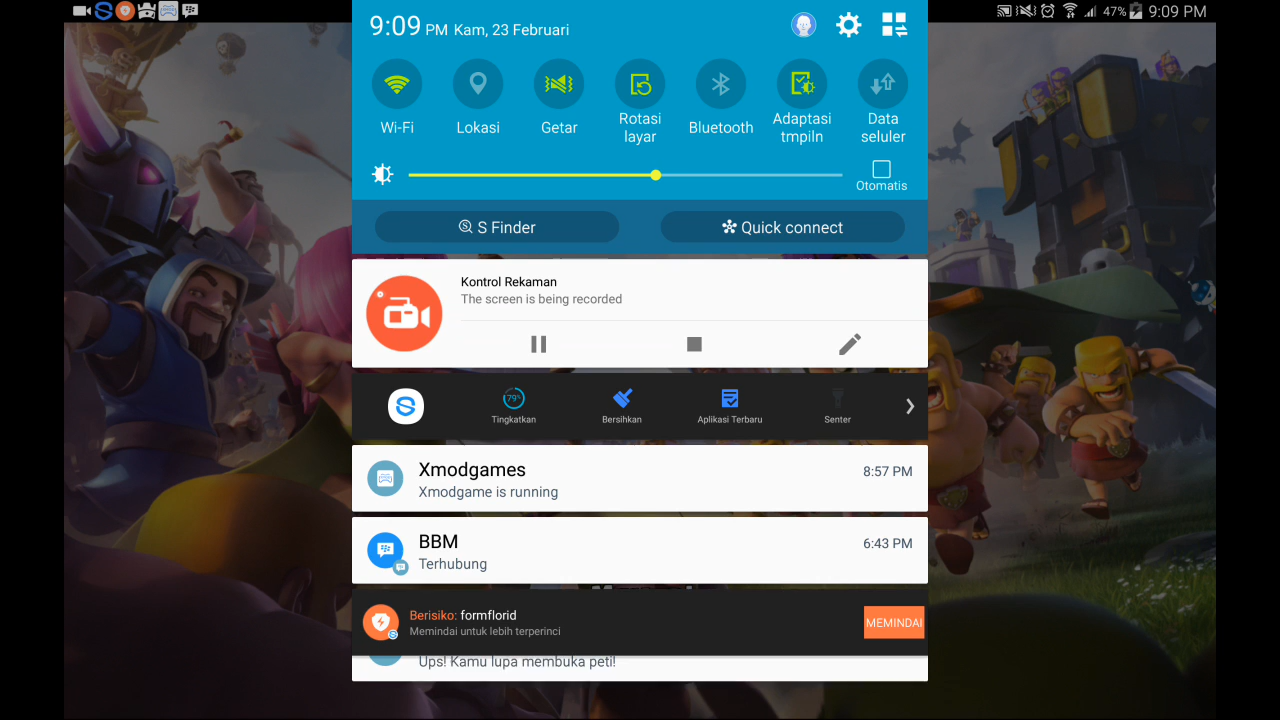 47% 9:09 PM
9:09 PM Kam, 23 Februari
Wi-Fi
Lokasi
Getar
Rotasi
layar
Bluetooth
Adaptasi
tmpiln
Data
seluler
Otomatis
S Finder
Quick connect
Kontrol Rekaman
The screen is being recorded
79%
Tingkatkan
Bersihkan
Aplikasi Terbaru
Senter
Xmodgames
8:57 PM
Xmodgame is running
BBM
6:43 PM
Terhubung
Berisiko: formflorid
Memindai untuk lebih terperinci
MEMINDAI
Ups! Kamu lupa membuka peti!